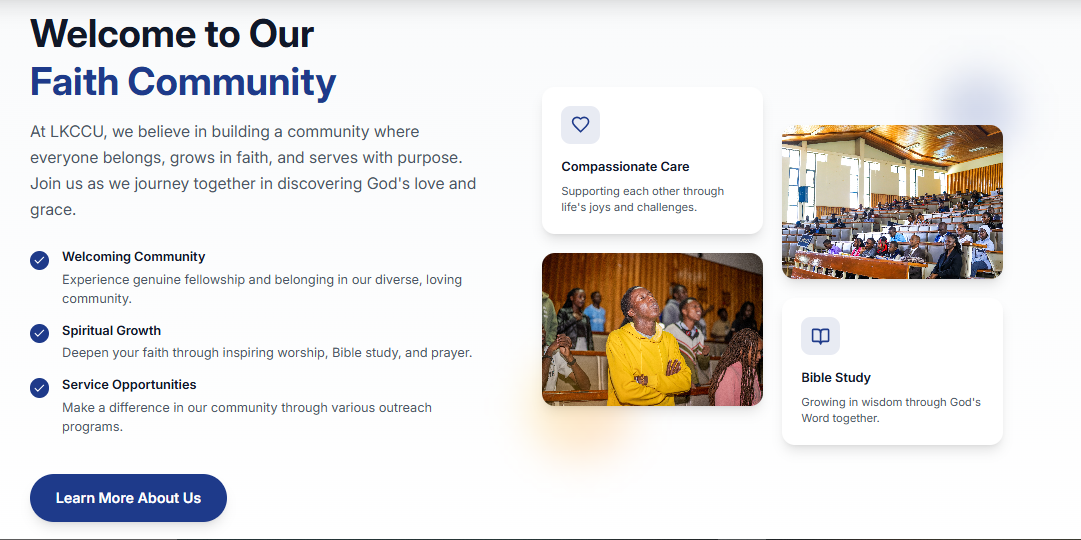 Welcome to Our
Faith Community
At LKCCU, we believe in building a community where
everyone belongs, grows in faith, and serves with purpose.
Join us as we journey together in discovering God's love and
grace.
Welcoming Community
Experience genuine fellowship and belonging in our diverse, loving
community.
Spiritual Growth
Deepen your faith through inspiring worship, Bible study, and prayer.
Service Opportunities
Make a difference in our community through various outreach
programs.
Learn More About Us
Compassionate Care
Supporting each other through
life's joys and challenges.
Bible Study
Growing in wisdom through God's
Word together.